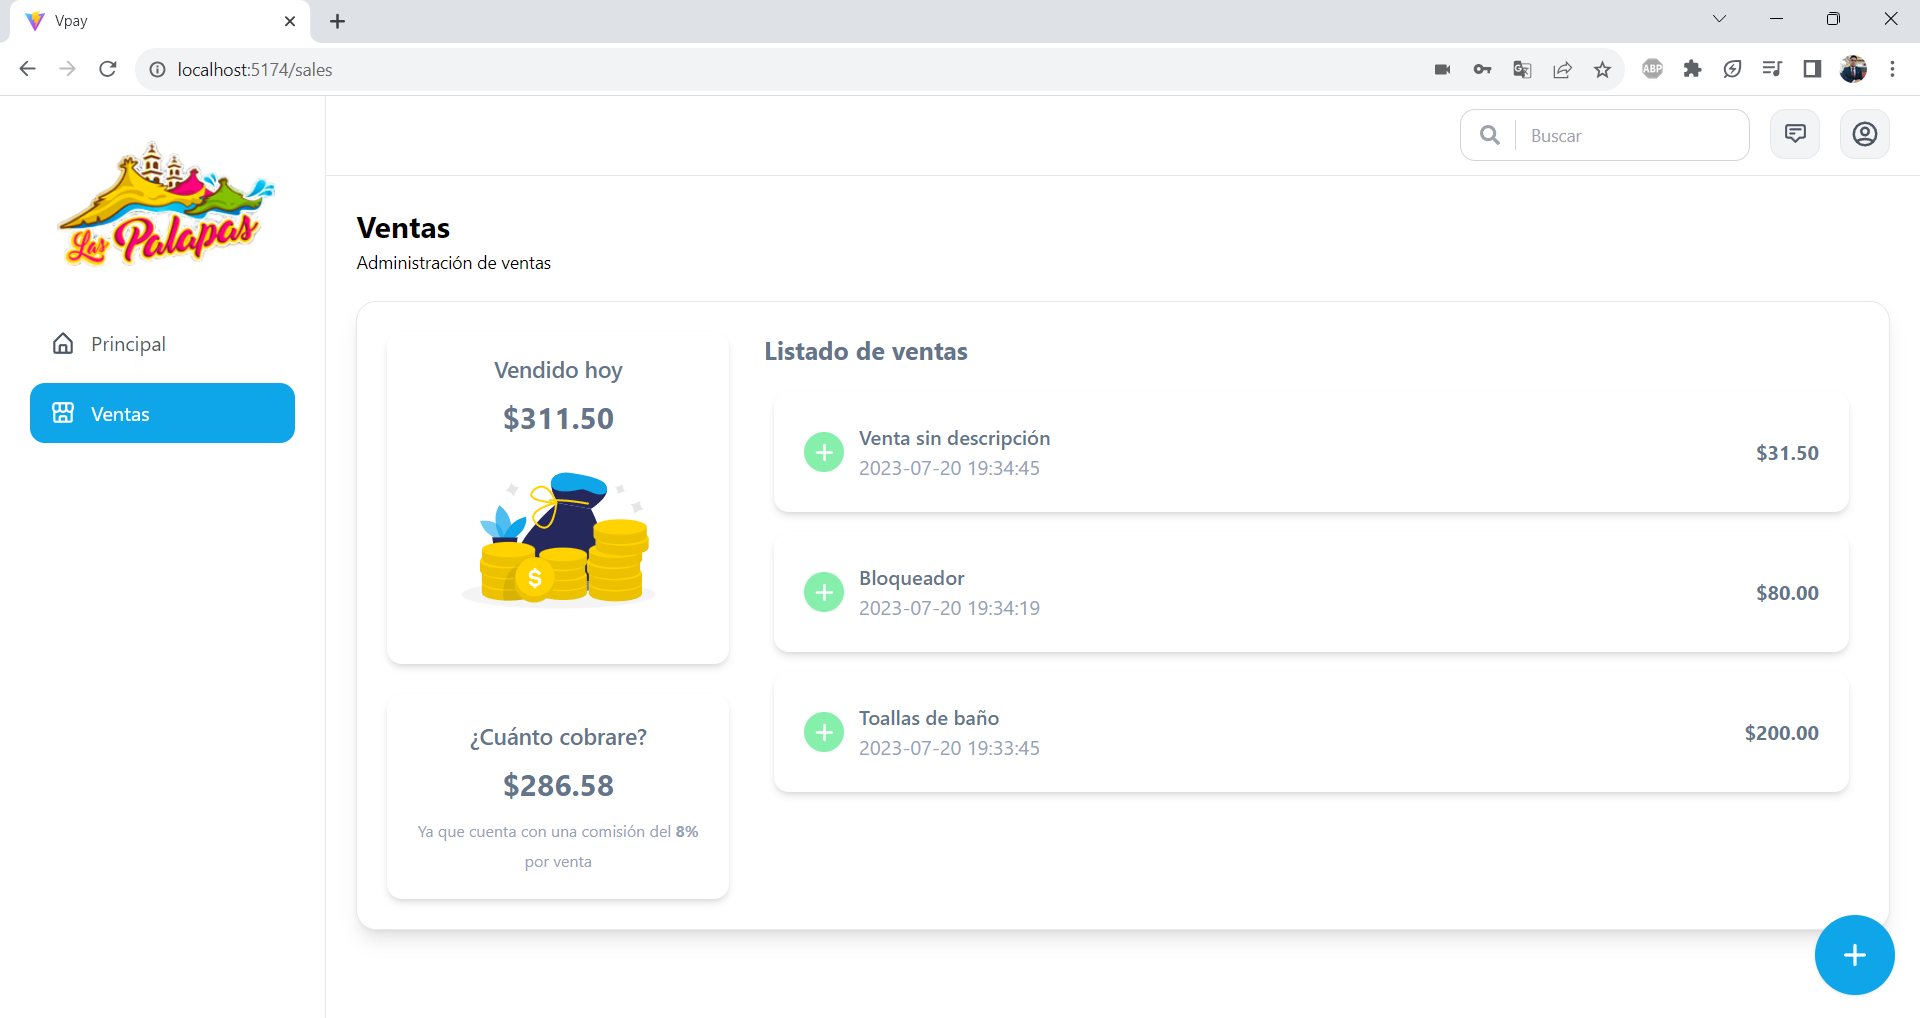 Vpay
localhost:5174/sales
ABP
Las Palapas
Buscar
Principal
Ventas
Ventas
Administración de ventas
Vendido hoy
$311.50
$
¿Cuánto cobrare?
$286.58
Ya que cuenta con una comisión del 8%
por venta
Listado de ventas
Venta sin descripción
2023-07-20 19:34:45
$31.50
Bloqueador
2023-07-20 19:34:19
$80.00
Toallas de baño
2023-07-20 19:33:45
$200.00